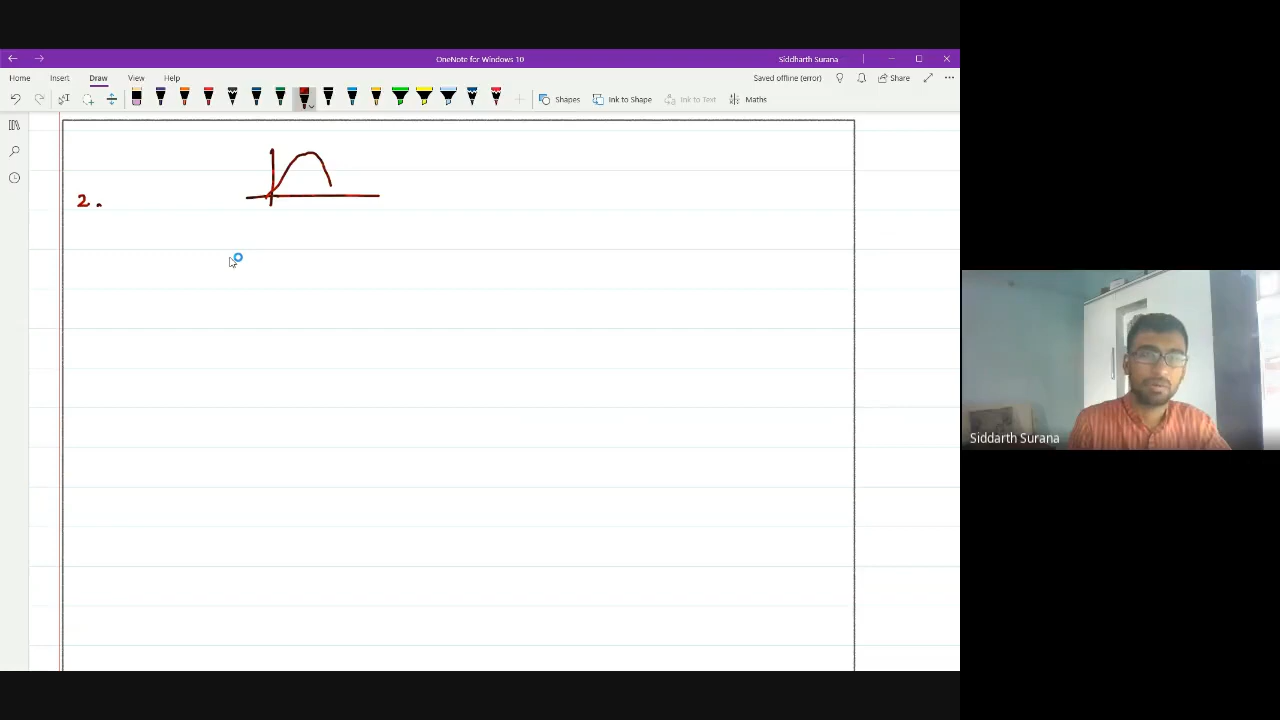 OneNote for Windows 10
Siddharth Surana
Home Insert Draw View Help
Saved offline (error)
Share
Shapes
Ink to Shape
Ink to Text
Maths
2.
Siddarth Surana